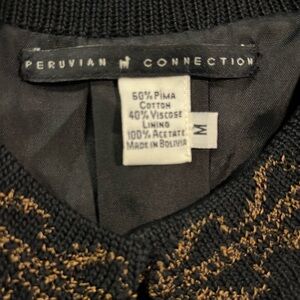 PERUVIAN CONNECTION
60% PIMA
COTTON
40% VISCOSE
LINING
100% ACETATE
MADE IN BOLIVIA
M